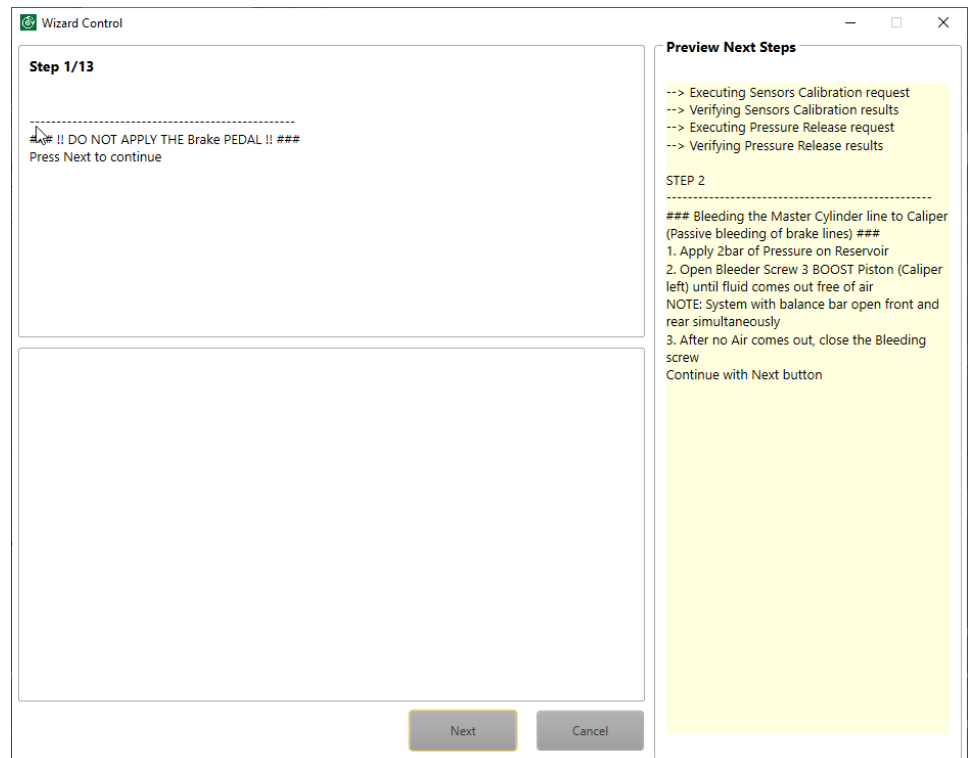 Wizard Control
Step 1/13
--------------------------------------------------
### !! DO NOT APPLY THE Brake PEDAL !! ###
Press Next to continue
Next
Cancel
Preview Next Steps
--> Executing Sensors Calibration request
--> Verifying Sensors Calibration results
--> Executing Pressure Release request
--> Verifying Pressure Release results
STEP 2
--------------------------------------------------
### Bleeding the Master Cylinder line to Caliper
(Passive bleeding of brake lines) ###
1. Apply 2bar of Pressure on Reservoir
2. Open Bleeder Screw 3 BOOST Piston (Caliper
left) until fluid comes out free of air
NOTE: System with balance bar open front and
rear simultaneously
3. After no Air comes out, close the Bleeding
screw
Continue with Next button